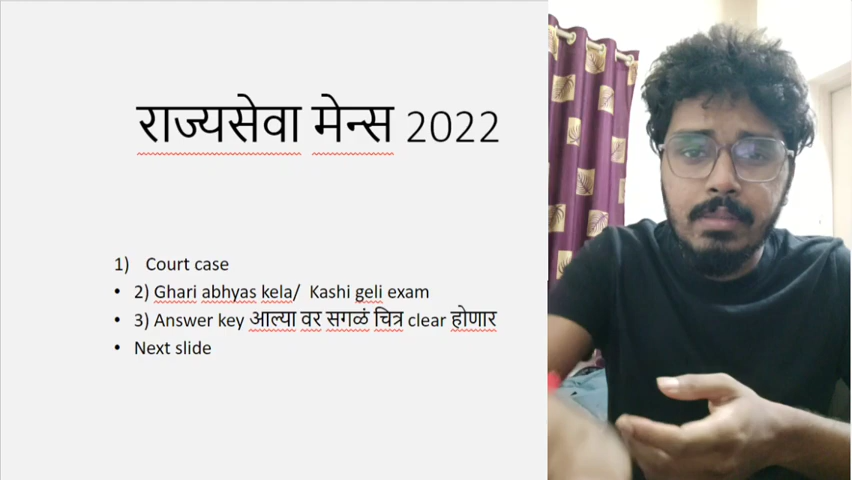 राज्यसेवा मेन्स 2022
1) Court case
• 2) Ghari abhyas kela/ Kashi geli exam
• 3) Answer key आल्या वर सगळं चित्र clear होणार
• Next slide